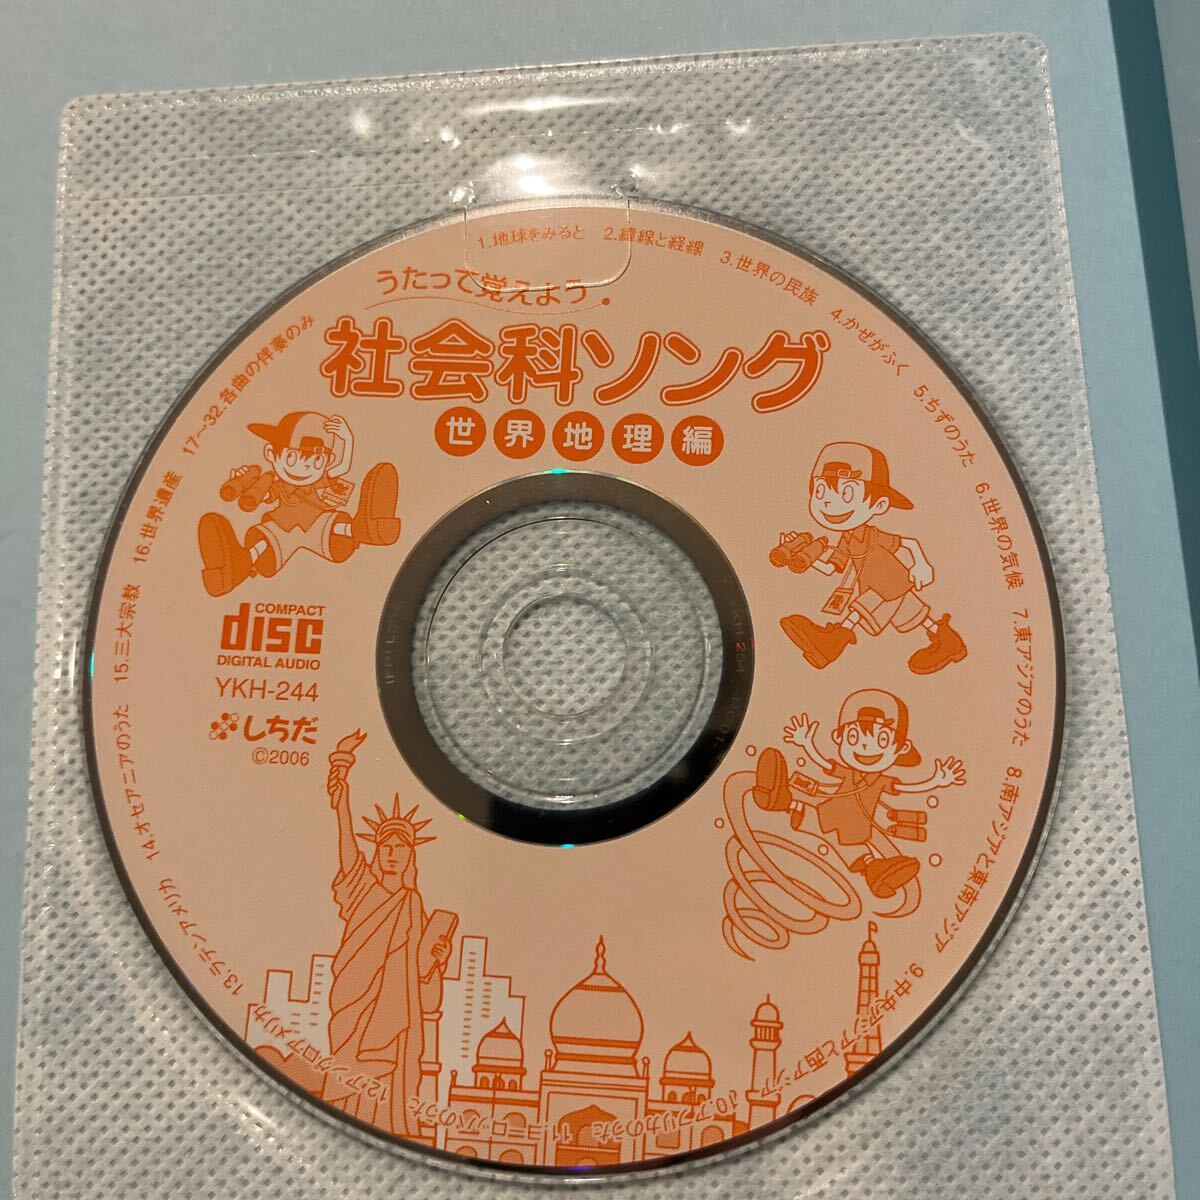 うたって覚えよう
社会科ソング
世界地理編
1.地球をみると
2.緯線と経線
3.世界の民族
4.かぜがふく
5.ちずのうた
6.世界の気候
7.東アジアのうた
8.南アジアと東南アジア
9.中央アジアと西アジア
10.アフリカのうた
11.ヨーロッパのうた
12.アングロアメリカ
13.ラテンアメリカ
14.オセアニアのうた
15.三大宗教
16.世界遺産
17〜32.各曲の伴奏のみ
COMPACT
disc
DIGITAL AUDIO
YKH-244
しちだ
©2006